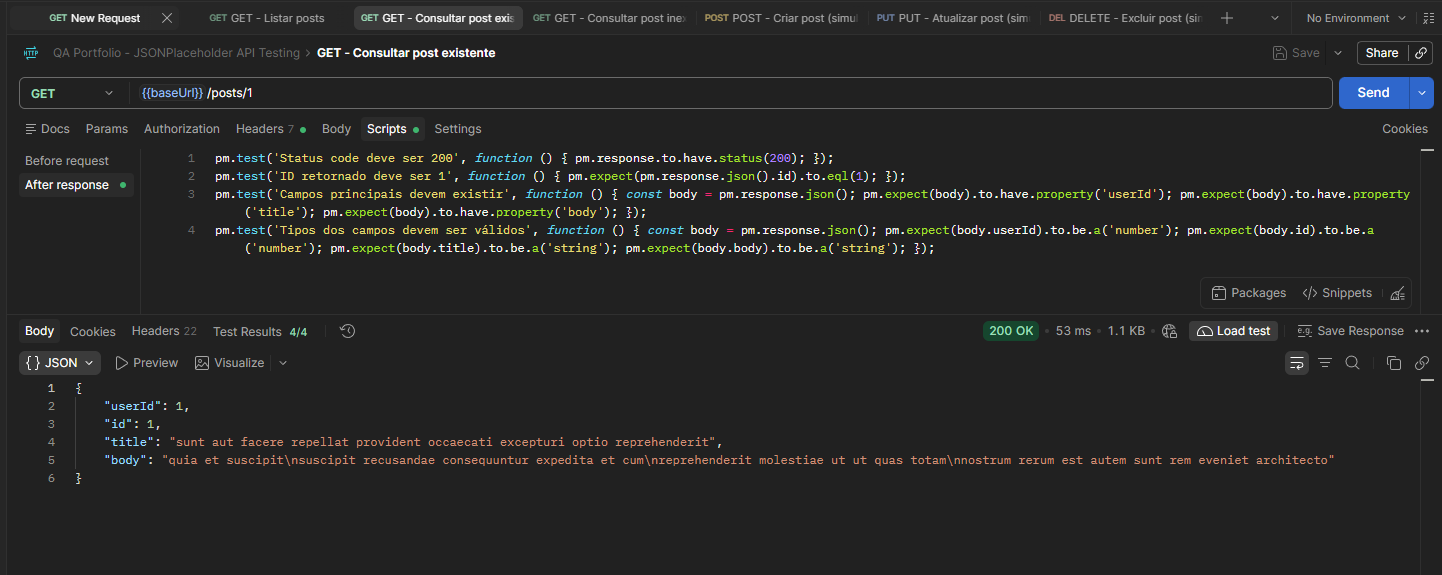 GET New Request GET GET - Listar posts GET GET - Consultar post exis GET GET - Consultar post inex POST POST - Criar post (simul PUT PUT - Atualizar post (simu DEL DELETE - Excluir post (sin No Environment
HTTP QA Portfolio - JSONPlaceholder API Testing > GET - Consultar post existente Save Share
GET {{baseUrl}} /posts/1 Send
Docs Params Authorization Headers 7 Body Scripts Settings Cookies
Before request
After response
1 pm.test('Status code deve ser 200', function () { pm.response.to.have.status(200); });
2 pm.test('ID retornado deve ser 1', function () { pm.expect(pm.response.json().id).to.eql(1); });
3 pm.test('Campos principais devem existir', function () { const body = pm.response.json(); pm.expect(body).to.have.property('userId'); pm.expect(body).to.have.property
('title'); pm.expect(body).to.have.property('body'); });
4 pm.test('Tipos dos campos devem ser válidos', function () { const body = pm.response.json(); pm.expect(body.userId).to.be.a('number'); pm.expect(body.id).to.be.a
('number'); pm.expect(body.title).to.be.a('string'); pm.expect(body.body).to.be.a('string'); });
Packages Snippets
Body Cookies Headers 22 Test Results 4/4 200 OK • 53 ms • 1.1 KB • Load test e.g. Save Response
{} JSON Preview Visualize
1 {
2 "userId": 1,
3 "id": 1,
4 "title": "sunt aut facere repellat provident occaecati excepturi optio reprehenderit",
5 "body": "quia et suscipit\nsuscipit recusandae consequuntur expedita et cum\nreprehenderit molestiae ut ut quas totam\nnostrum rerum est autem sunt rem eveniet architecto"
6 }